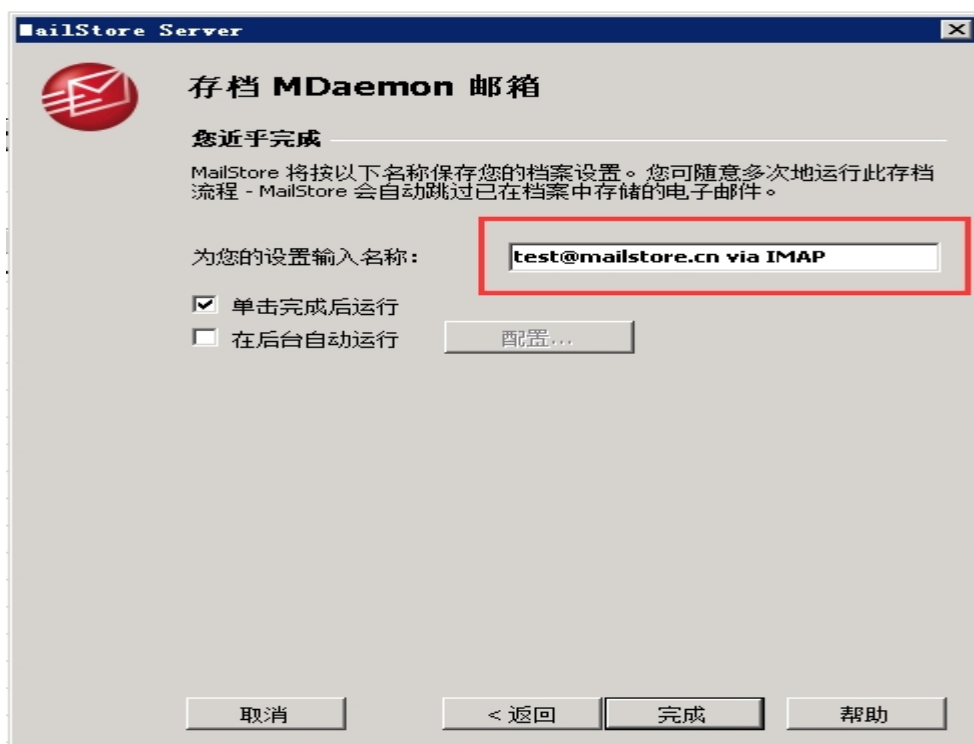 MailStore Server
存档 MDaemon 邮箱
您近乎完成
MailStore 将按以下名称保存您的档案设置。您可随意多次地运行此存档
流程 - MailStore 会自动跳过已在档案中存储的电子邮件。
为您的设置输入名称:
test@mailstore.cn via IMAP
单击完成后运行
在后台自动运行
配置...
取消
< 返回
完成
帮助